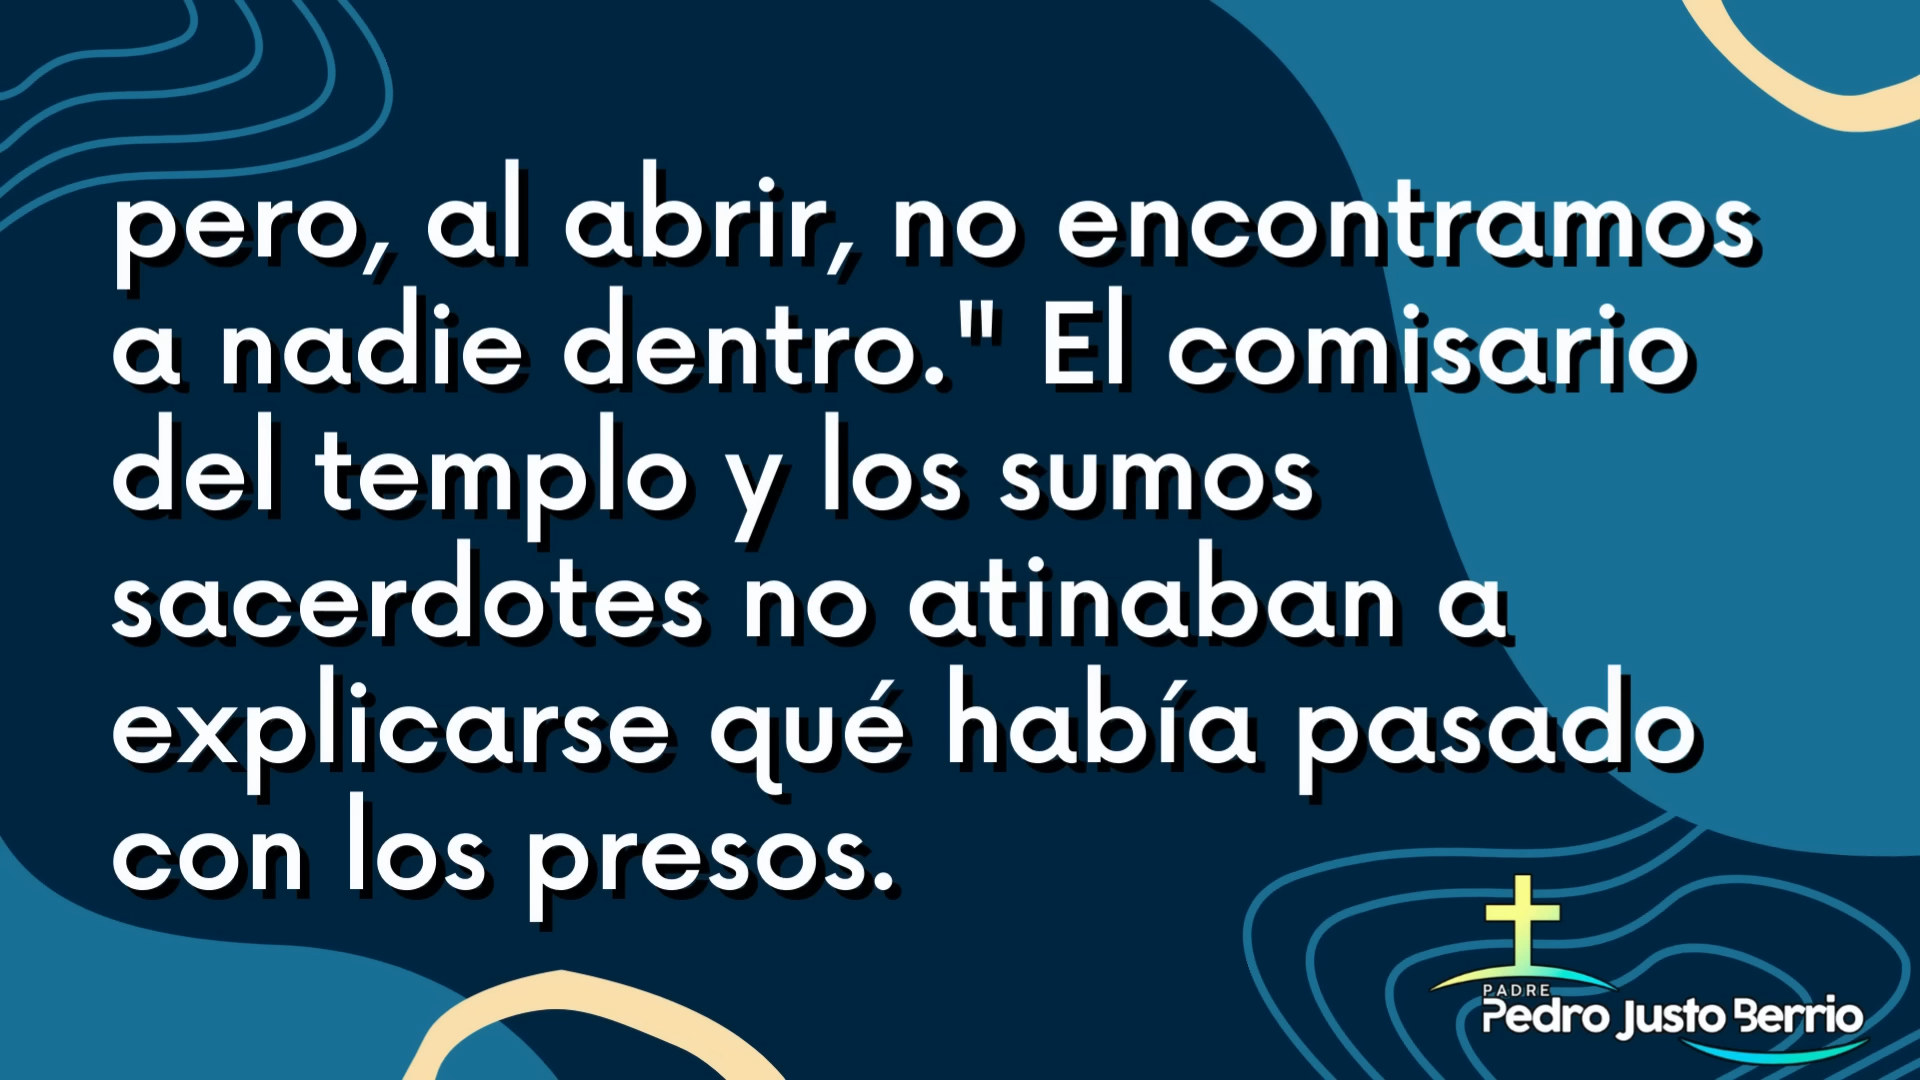 pero, al abrir, no encontramos
a nadie dentro." El comisario
del templo y los sumos
sacerdotes no atinaban a
explicarse qué había pasado
con los presos.
PADRE
Pedro Justo Berrio